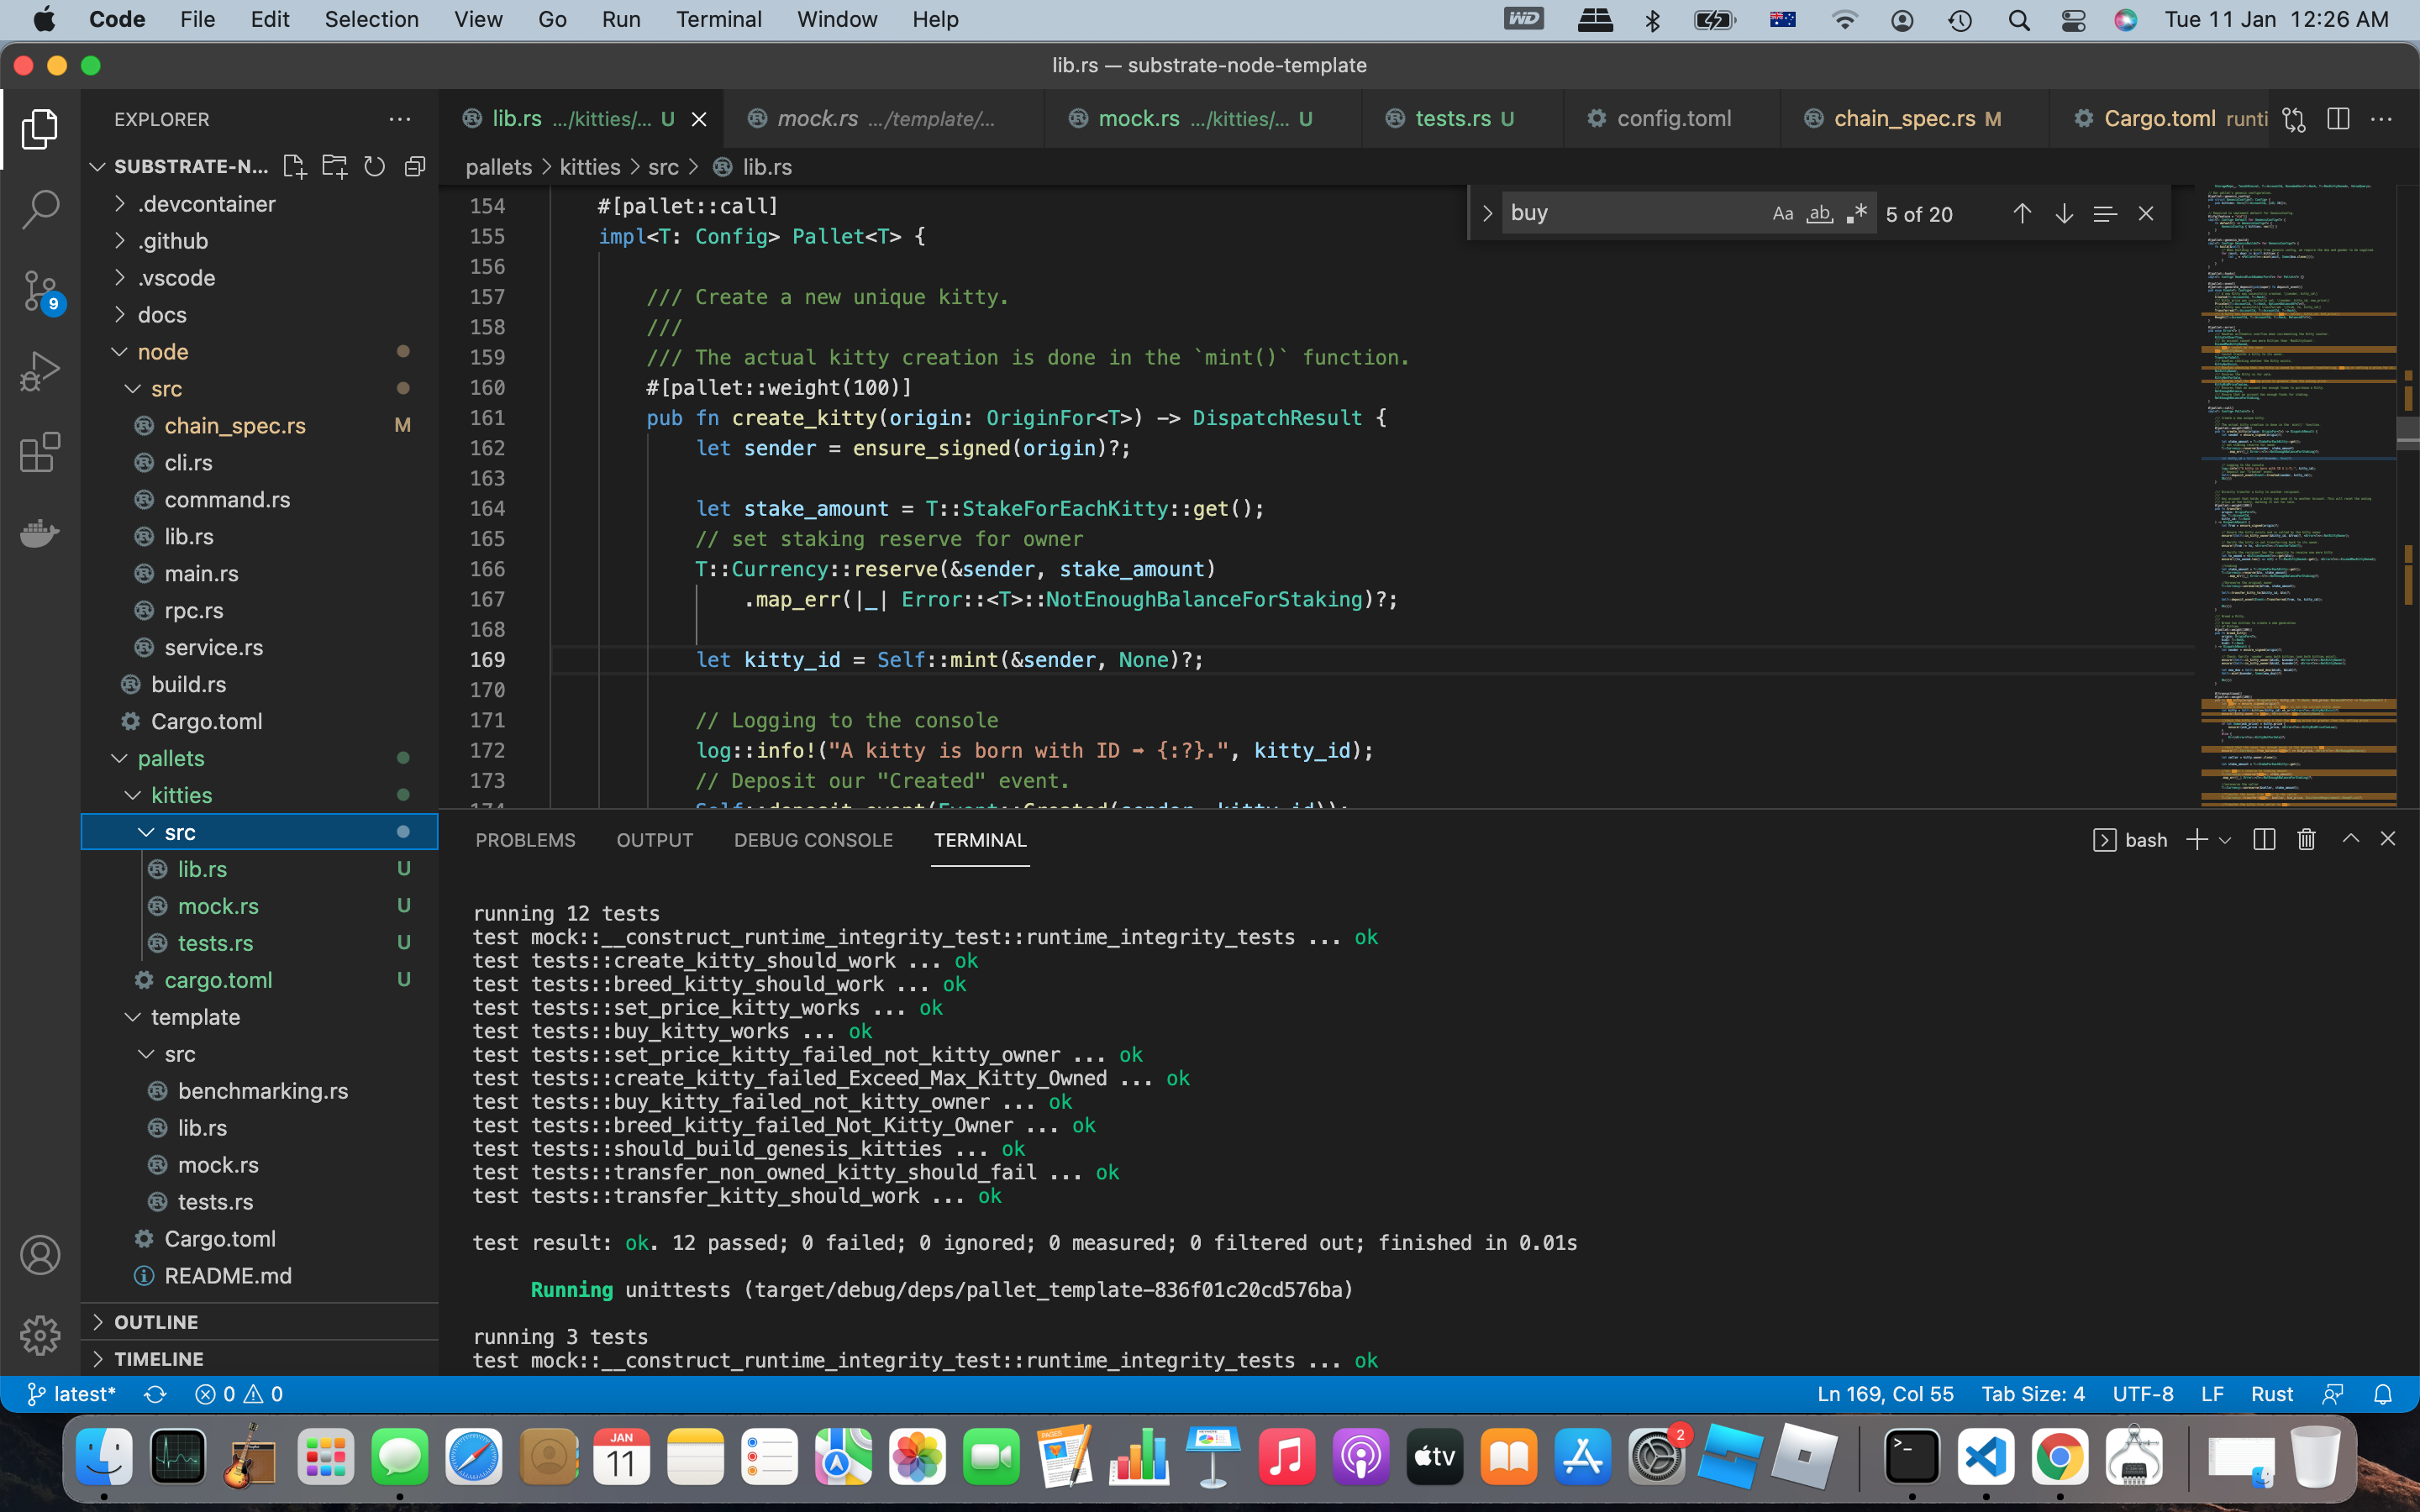 Code File Edit Selection View Go Run Terminal Window Help
WD
Tue 11 Jan 12:26 AM
lib.rs — substrate-node-template
EXPLORER
lib.rs .../kitties/... U
mock.rs .../template/...
mock.rs .../kitties/... U
tests.rs U
config.toml
chain_spec.rs M
Cargo.toml runti
SUBSTRATE-N...
pallets > kitties > src > lib.rs
buy
Aa ab 5 of 20
.devcontainer
.github
.vscode
docs
node
src
chain_spec.rs M
cli.rs
command.rs
lib.rs
main.rs
rpc.rs
service.rs
build.rs
Cargo.toml
pallets
kitties
src
lib.rs U
mock.rs U
tests.rs U
cargo.toml U
template
src
benchmarking.rs
lib.rs
mock.rs
tests.rs
Cargo.toml
README.md
OUTLINE
TIMELINE
9
154 #[pallet::call]
155 impl<T: Config> Pallet<T> {
156
157 /// Create a new unique kitty.
158 ///
159 /// The actual kitty creation is done in the `mint()` function.
160 #[pallet::weight(100)]
161 pub fn create_kitty(origin: OriginFor<T>) -> DispatchResult {
162 let sender = ensure_signed(origin)?;
163
164 let stake_amount = T::StakeForEachKitty::get();
165 // set staking reserve for owner
166 T::Currency::reserve(&sender, stake_amount)
167 .map_err(|_| Error::<T>::NotEnoughBalanceForStaking)?;
168
169 let kitty_id = Self::mint(&sender, None)?;
170
171 // Logging to the console
172 log::info!("A kitty is born with ID ➡ {:?}.", kitty_id);
173 // Deposit our "Created" event.
174 Self::deposit_event(Event::Created(sender, kitty_id));
PROBLEMS OUTPUT DEBUG CONSOLE TERMINAL
bash
running 12 tests
test mock::__construct_runtime_integrity_test::runtime_integrity_tests ... ok
test tests::create_kitty_should_work ... ok
test tests::breed_kitty_should_work ... ok
test tests::set_price_kitty_works ... ok
test tests::buy_kitty_works ... ok
test tests::set_price_kitty_failed_not_kitty_owner ... ok
test tests::create_kitty_failed_Exceed_Max_Kitty_Owned ... ok
test tests::buy_kitty_failed_not_kitty_owner ... ok
test tests::breed_kitty_failed_Not_Kitty_Owner ... ok
test tests::should_build_genesis_kitties ... ok
test tests::transfer_non_owned_kitty_should_fail ... ok
test tests::transfer_kitty_should_work ... ok
test result: ok. 12 passed; 0 failed; 0 ignored; 0 measured; 0 filtered out; finished in 0.01s
Running unittests (target/debug/deps/pallet_template-836f01c20cd576ba)
running 3 tests
test mock::__construct_runtime_integrity_test::runtime_integrity_tests ... ok
latest* 0 0
Ln 169, Col 55 Tab Size: 4 UTF-8 LF Rust
JAN
11
PAGES
tv
2